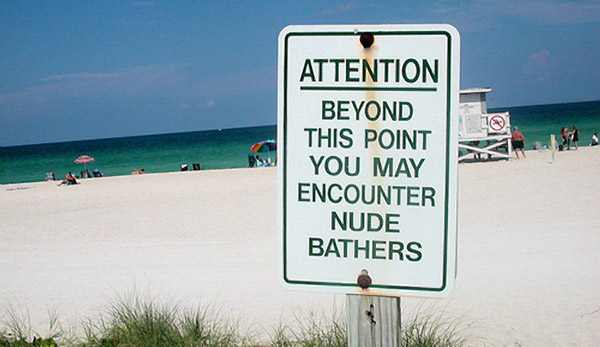 ATTENTION
BEYOND
THIS POINT
YOU MAY
ENCOUNTER
NUDE
BATHERS